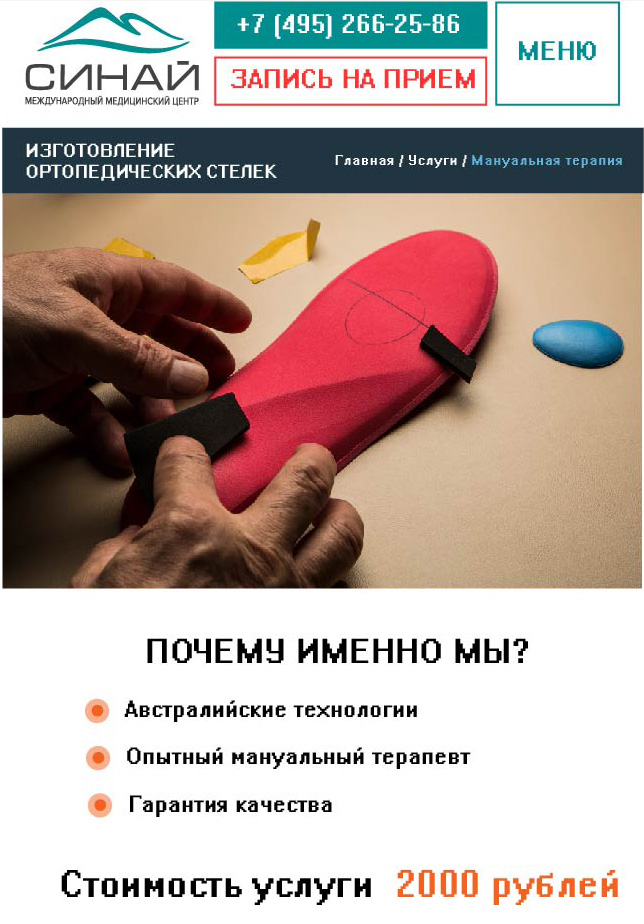 СИНАЙ
МЕЖДУНАРОДНЫЙ МЕДИЦИНСКИЙ ЦЕНТР
+7 (495) 266-25-86
ЗАПИСЬ НА ПРИЕМ
МЕНЮ
ИЗГОТОВЛЕНИЕ
ОРТОПЕДИЧЕСКИХ СТЕЛЕК
Главная / Услуги / Мануальная терапия
ПОЧЕМУ ИМЕННО МЫ?
Австралийские технологии
Опытный мануальный терапевт
Гарантия качества
Стоимость услуги 2000 рублей